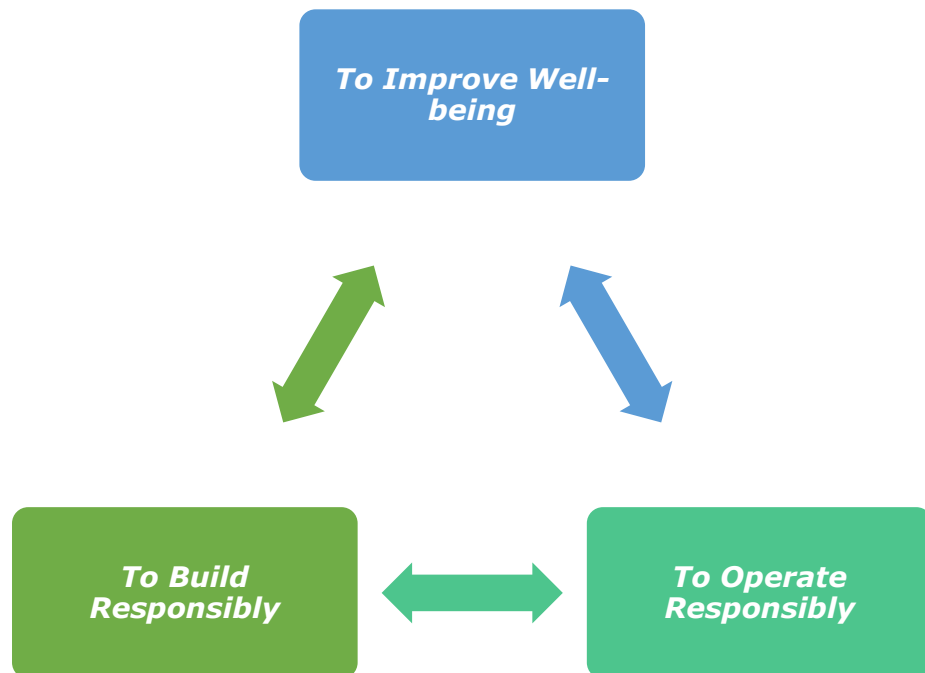 To Improve Well–
being
To Build
Responsibly
To Operate
Responsibly